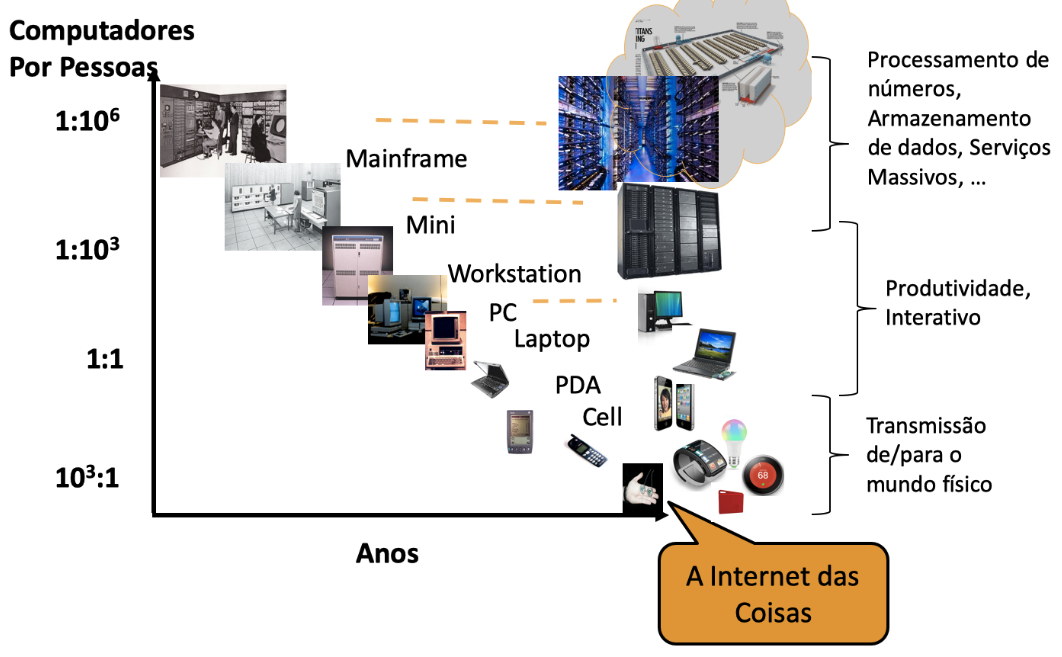 Computadores
Por Pessoas
1:10⁶
1:10³
1:1
10³:1
Mainframe
Mini
Workstation
PC
Laptop
PDA
Cell
TITANS
68
Processamento de
números,
Armazenamento
de dados, Serviços
Massivos, ...
Produtividade,
Interativo
Transmissão
de/para o
mundo físico
Anos
A Internet das
Coisas